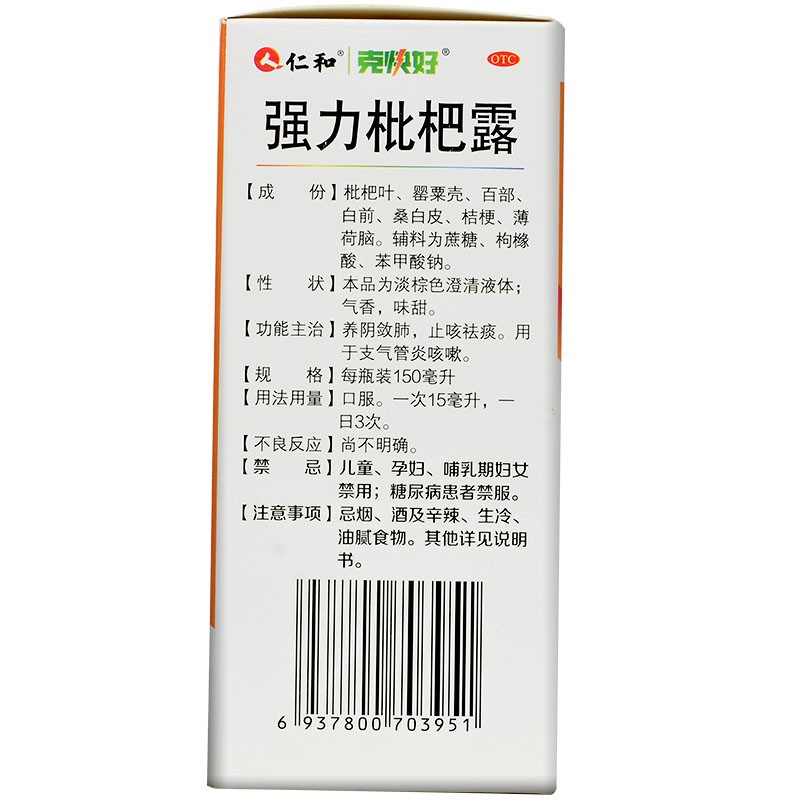 仁和® 克快好® OTC
强力枇杷露
【成 份】枇杷叶、罂粟壳、百部、
白前、桑白皮、桔梗、薄
荷脑。辅料为蔗糖、枸橼
酸、苯甲酸钠。
【性 状】本品为淡棕色澄清液体；
气香，味甜。
【功能主治】养阴敛肺，止咳祛痰。用
于支气管炎咳嗽。
【规 格】每瓶装150毫升
【用法用量】口服。一次15毫升，一
日3次。
【不良反应】尚不明确。
【禁 忌】儿童、孕妇、哺乳期妇女
禁用；糖尿病患者禁服。
【注意事项】忌烟、酒及辛辣、生冷、
油腻食物。其他详见说明
书。
6 937800 703951